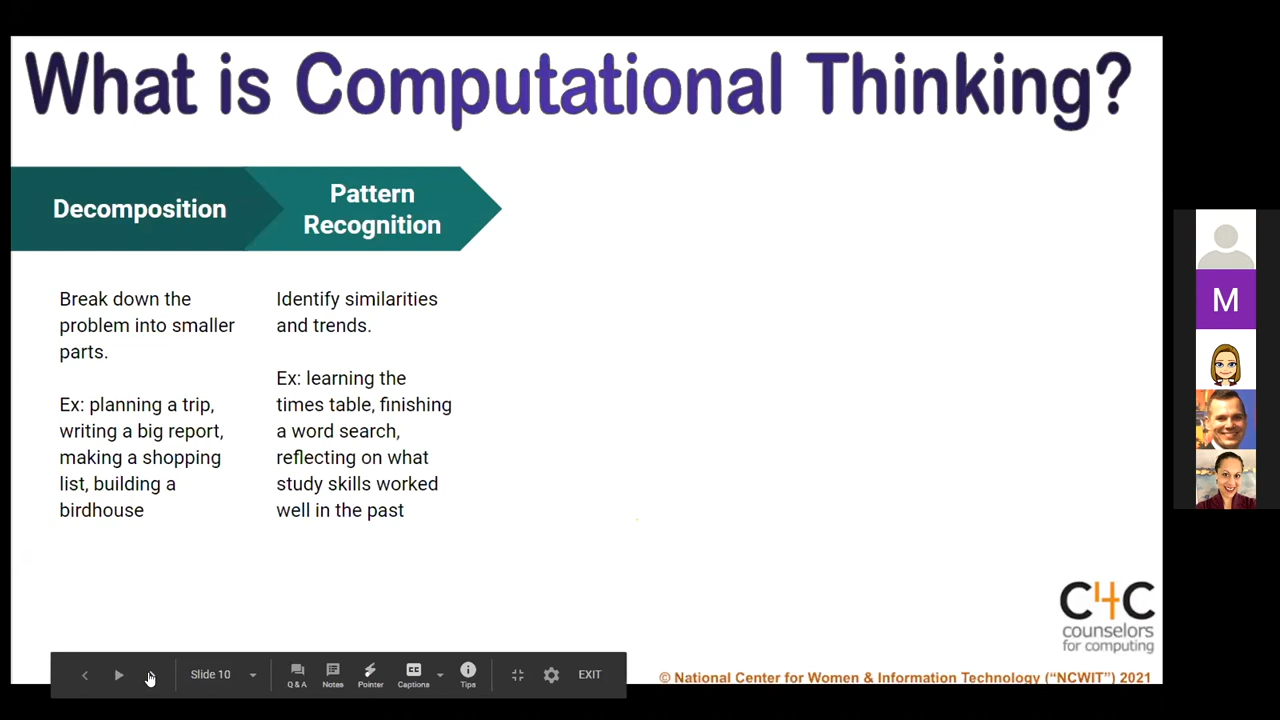 What is Computational Thinking?
Decomposition
Pattern
Recognition
Break down the
problem into smaller
parts.
Ex: planning a trip,
writing a big report,
making a shopping
list, building a
birdhouse
Identify similarities
and trends.
Ex: learning the
times table, finishing
a word search,
reflecting on what
study skills worked
well in the past
M
C4C
counselors
for computing
Slide 10
Q & A
Notes
Pointer
CC
Captions
Tips
EXIT
© National Center for Women & Information Technology (“NCWIT”) 2021